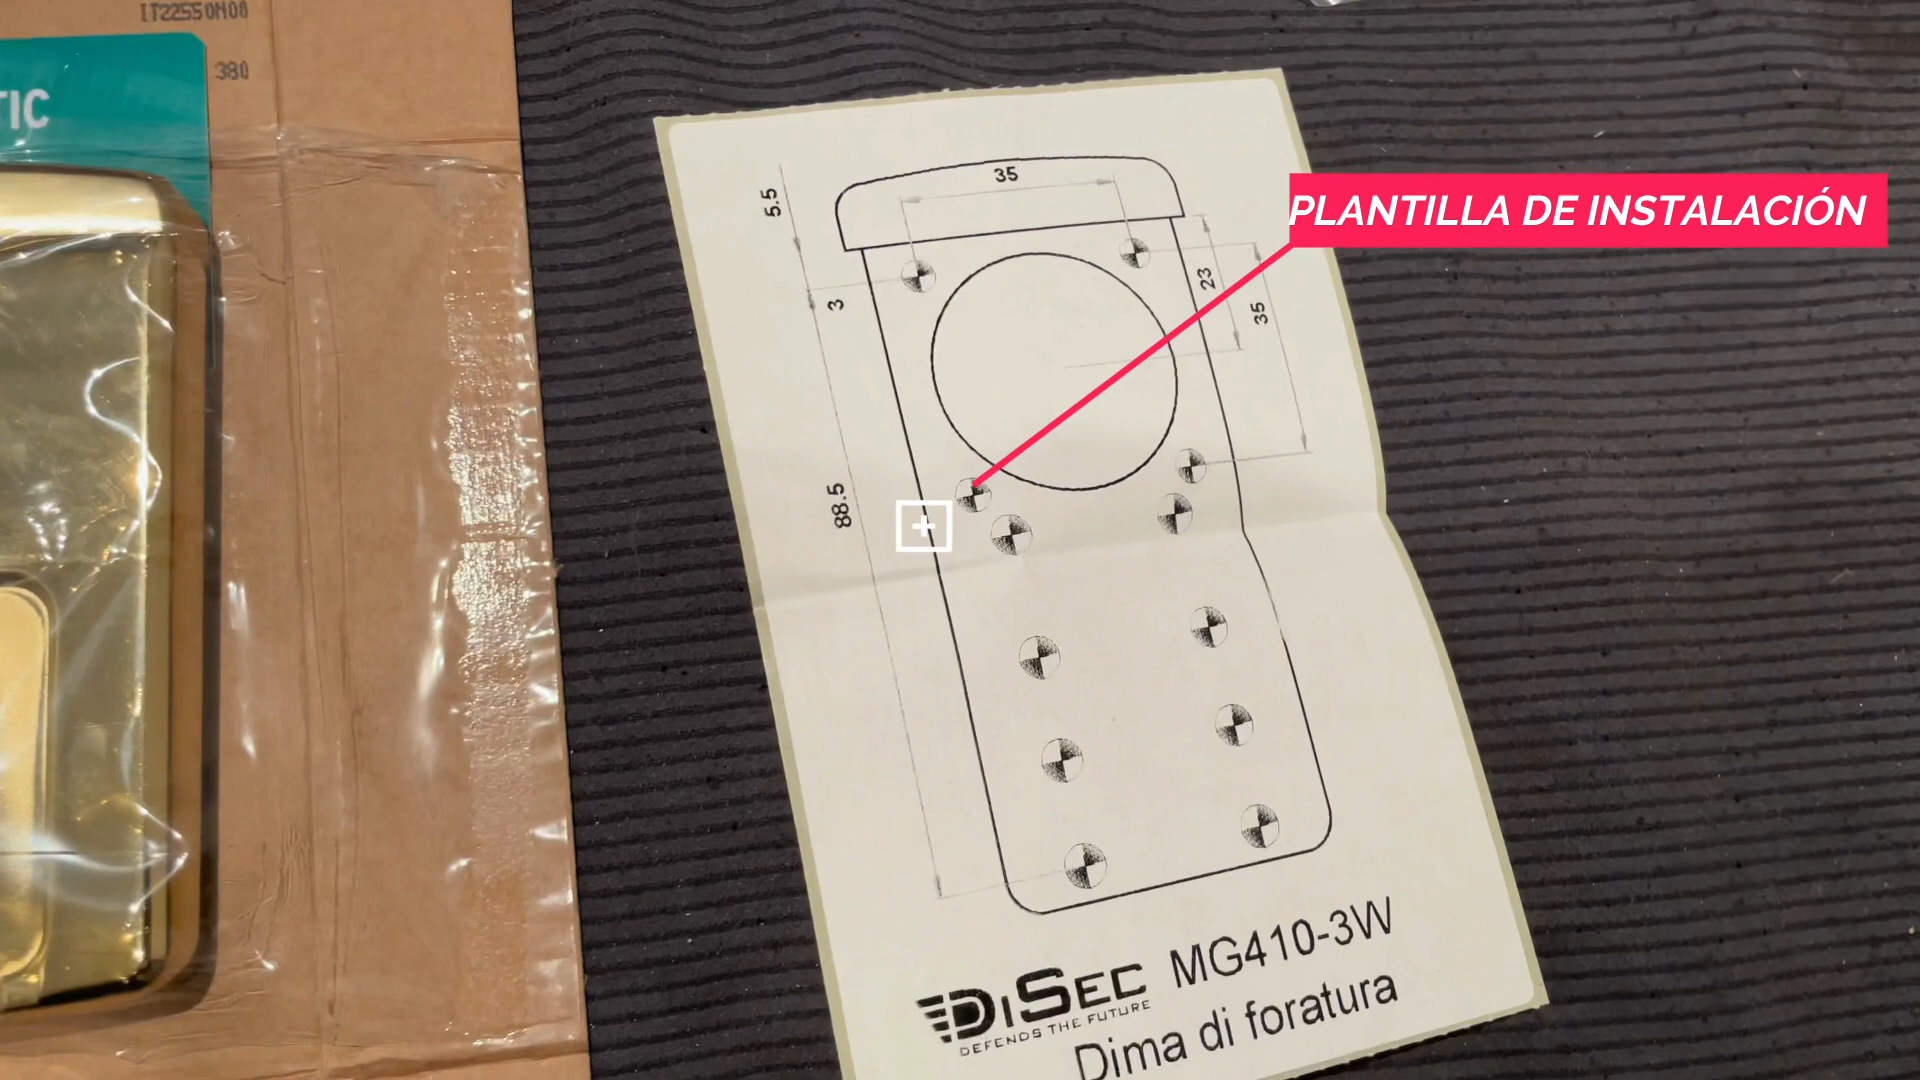 IT22550M00
380
TIC
PLANTILLA DE INSTALACIÓN
35
5.5
3
23
35
88.5
DiSEC MG410-3W
DEFENDS THE FUTURE
Dima di foratura